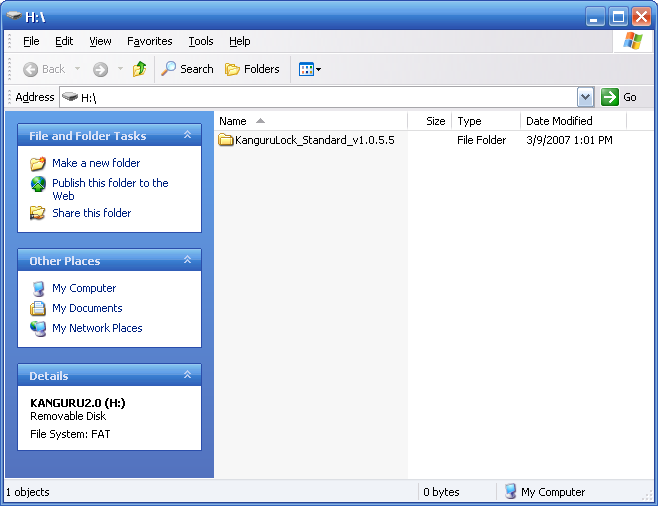 H:\
File Edit View Favorites Tools Help
Back Search Folders
Address H:\ Go
File and Folder Tasks
Make a new folder
Publish this folder to the
Web
Share this folder
Other Places
My Computer
My Documents
My Network Places
Details
KANGURU2.0 (H:)
Removable Disk
File System: FAT
Name Size Type Date Modified
KanguruLock_Standard_v1.0.5.5 File Folder 3/9/2007 1:01 PM
1 objects 0 bytes My Computer